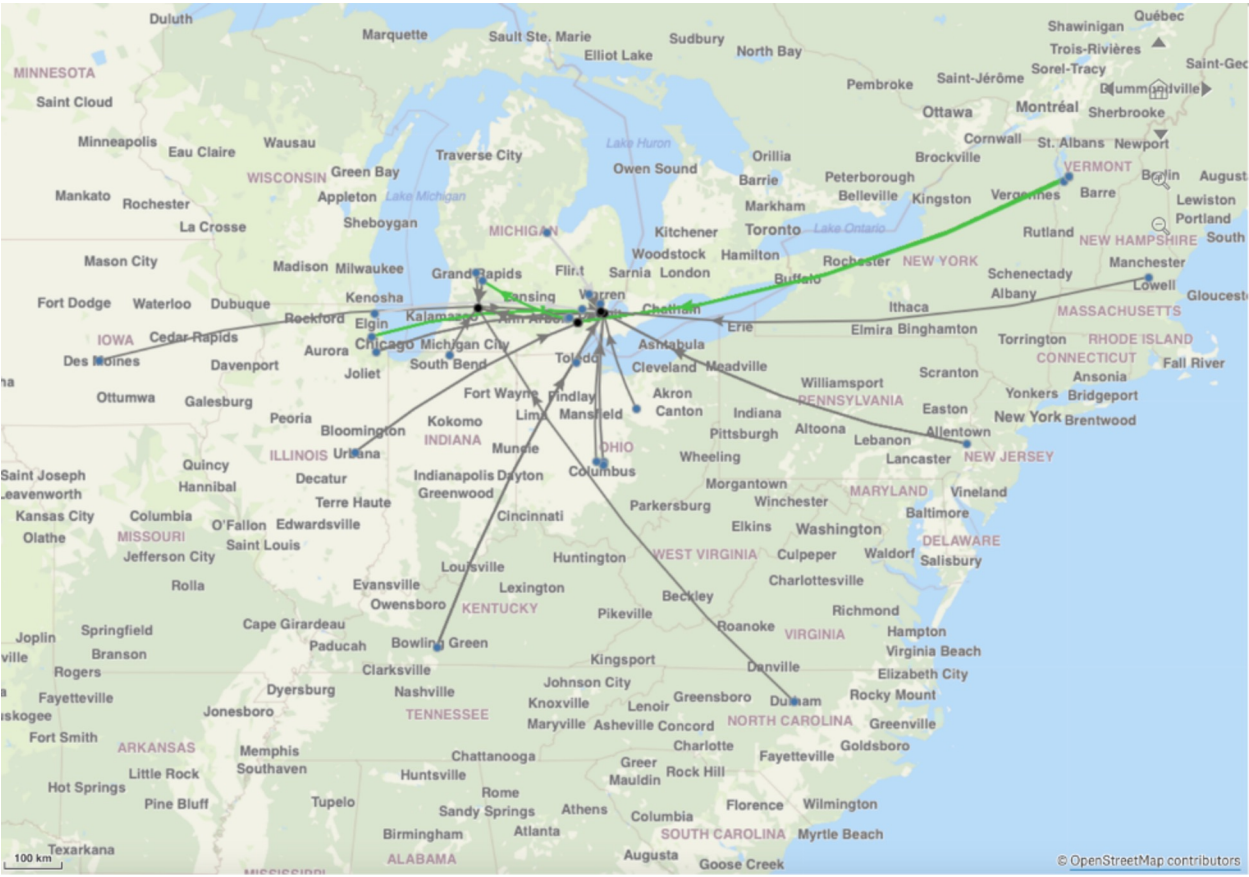 Duluth
Marquette
Sault Ste. Marie
Sudbury
North Bay
Elliot Lake
Québec
Shawinigan
Trois-Rivières
Sorel-Tracy
Saint-Geo
MINNESOTA
Saint Cloud
Pembroke
Saint-Jérôme
Drummondville
Ottawa
Montréal
Sherbrooke
Minneapolis
Eau Claire
Wausau
Traverse City
Lake Huron
Owen Sound
Orillia
Cornwall
St. Albans
Newport
Brockville
WISCONSIN
Green Bay
Appleton
Lake Michigan
Barrie
Peterborough
Belleville
Kingston
Vergennes
VERMONT
Barre
Berlin
August
Mankato
Rochester
La Crosse
Sheboygan
Markham
Toronto
Lake Ontario
Lewiston
Portland
MICHIGAN
Kitchener
Woodstock
Hamilton
Rutland
NEW HAMPSHIRE
South
Mason City
Madison
Milwaukee
Grand Rapids
Flint
Sarnia
London
Buffalo
Rochester
NEW YORK
Schenectady
Albany
Manchester
Lowell
Fort Dodge
Waterloo
Dubuque
Kenosha
Lansing
Warren
Chatham
Ithaca
Gloucest
Rockford
Elgin
Kalamazoo
Ann Arbor
Erie
Elmira
Binghamton
MASSACHUSETTS
IOWA
Cedar Rapids
Chicago
Michigan City
Ashtabula
Torrington
RHODE ISLAND
Des Moines
Davenport
Aurora
Joliet
South Bend
Toledo
Cleveland
Meadville
Scranton
CONNECTICUT
Fall River
Ansonia
ha
Ottumwa
Galesburg
Fort Wayne
Findlay
Akron
Williamsport
PENNSYLVANIA
Yonkers
Bridgeport
Peoria
Kokomo
Lima
Mansfield
Canton
Indiana
Altoona
Easton
New York
Brentwood
Bloomington
INDIANA
Muncie
OHIO
Pittsburgh
Lebanon
Allentown
ILLINOIS
Urbana
Wheeling
Lancaster
NEW JERSEY
Saint Joseph
Quincy
Decatur
Indianapolis
Dayton
Columbus
Leavenworth
Hannibal
Greenwood
Morgantown
MARYLAND
Vineland
Kansas City
Columbia
Terre Haute
Cincinnati
Parkersburg
Winchester
Baltimore
Olathe
MISSOURI
O'Fallon
Edwardsville
Elkins
Washington
DELAWARE
Jefferson City
Saint Louis
Huntington
WEST VIRGINIA
Culpeper
Waldorf
Salisbury
Rolla
Evansville
Louisville
Lexington
Charlottesville
Owensboro
KENTUCKY
Beckley
Pikeville
Richmond
Joplin
Springfield
Cape Girardeau
Roanoke
VIRGINIA
Hampton
ville
Branson
Paducah
Bowling Green
Virginia Beach
Rogers
Clarksville
Kingsport
Danville
Elizabeth City
Fayetteville
Dyersburg
Nashville
Johnson City
Greensboro
Durham
Rocky Mount
skogee
Jonesboro
TENNESSEE
Knoxville
Lenoir
NORTH CAROLINA
Greenville
Fort Smith
Maryville
Asheville
Concord
ARKANSAS
Memphis
Chattanooga
Charlotte
Fayetteville
Goldsboro
Little Rock
Southaven
Huntsville
Greer
Mauldin
Rock Hill
Hot Springs
Pine Bluff
Tupelo
Rome
Sandy Springs
Athens
Columbia
Florence
Wilmington
Birmingham
Atlanta
SOUTH CAROLINA
Myrtle Beach
Texarkana
ALABAMA
Augusta
Goose Creek
100 km
MISSISSIPPI
© OpenStreetMap contributors